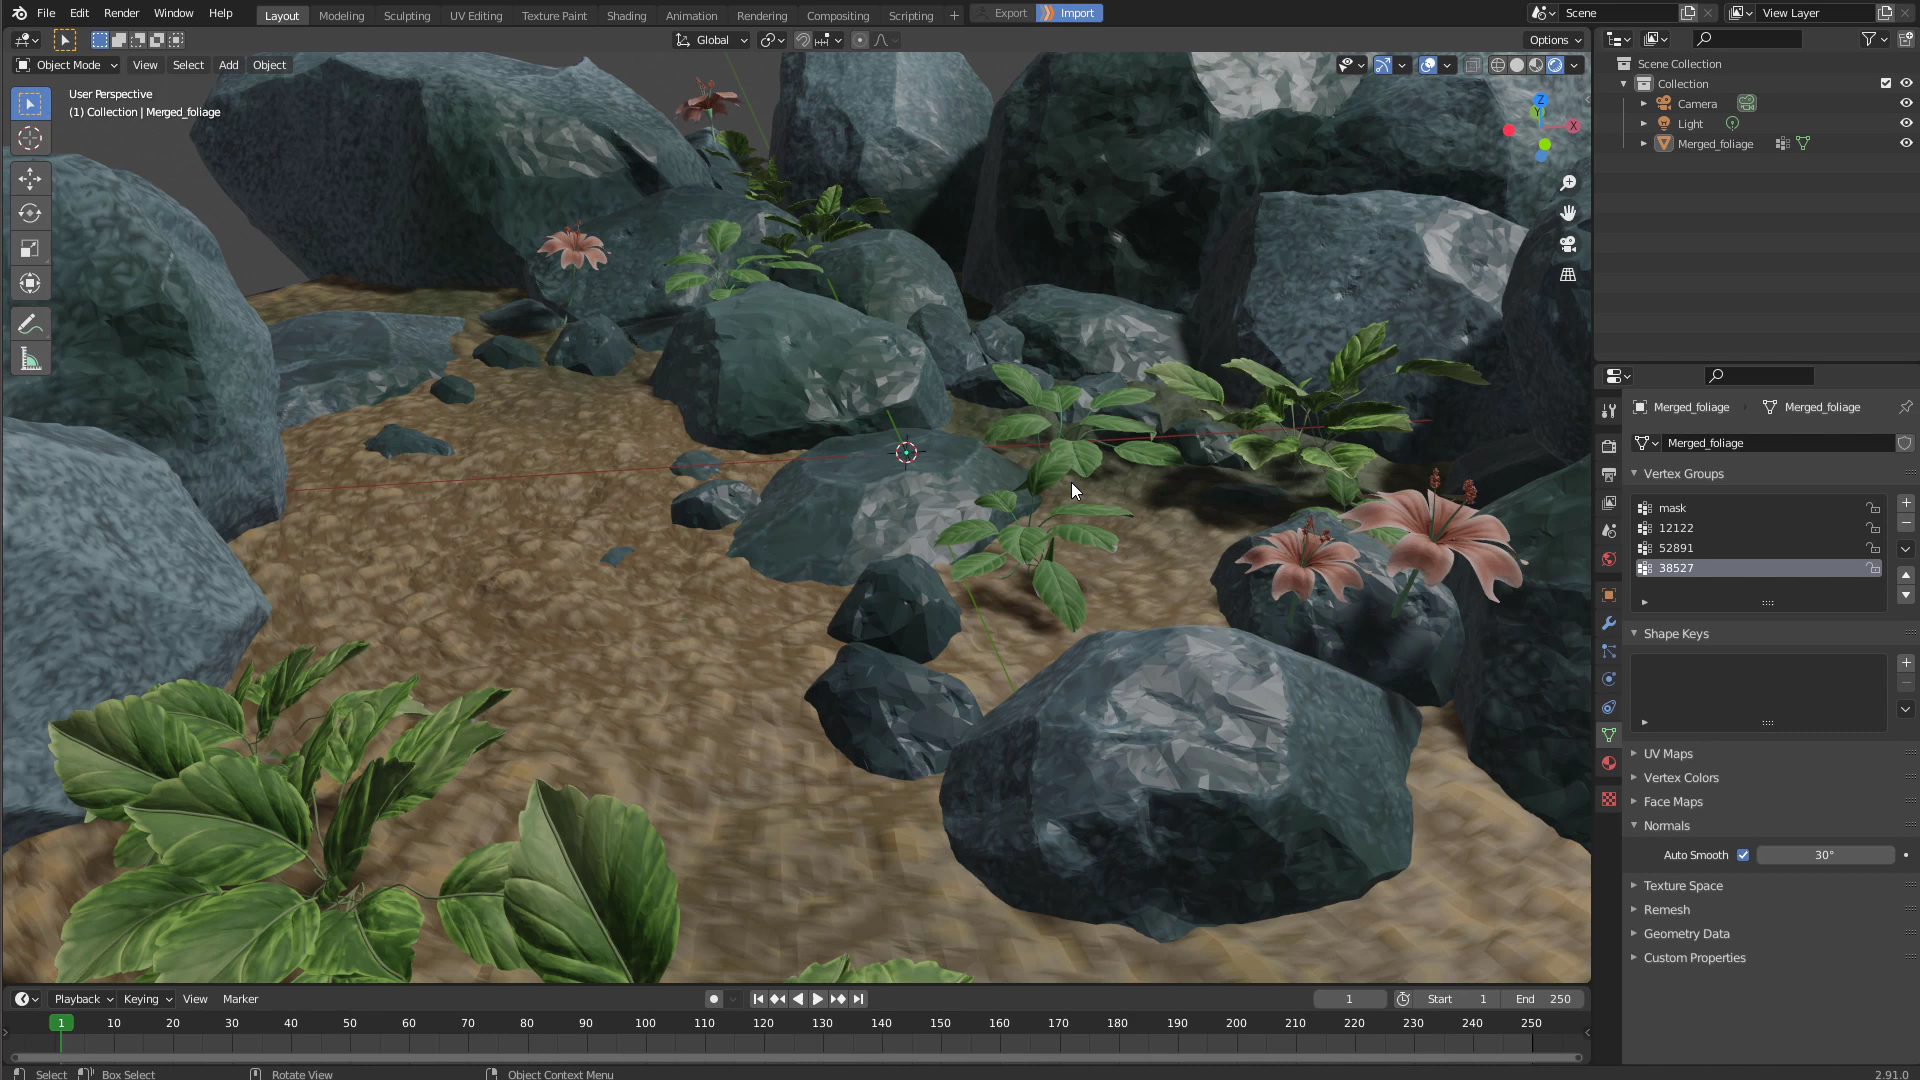 File Edit Render Window Help Layout Modeling Sculpting UV Editing Texture Paint Shading Animation Rendering Compositing Scripting + Export Import Scene View Layer
Global Options
Object Mode View Select Add Object
User Perspective
(1) Collection | Merged_foliage
Z
Y
X
Scene Collection
Collection
Camera
Light
Merged_foliage
Merged_foliage Merged_foliage
Merged_foliage
Vertex Groups
mask
12122
52891
38527
Shape Keys
UV Maps
Vertex Colors
Face Maps
Normals
Auto Smooth 30°
Texture Space
Remesh
Geometry Data
Custom Properties
Playback Keying View Marker 1 Start 1 End 250
1 10 20 30 40 50 60 70 80 90 100 110 120 130 140 150 160 170 180 190 200 210 220 230 240 250
Select Box Select Rotate View Object Context Menu 2.91.0